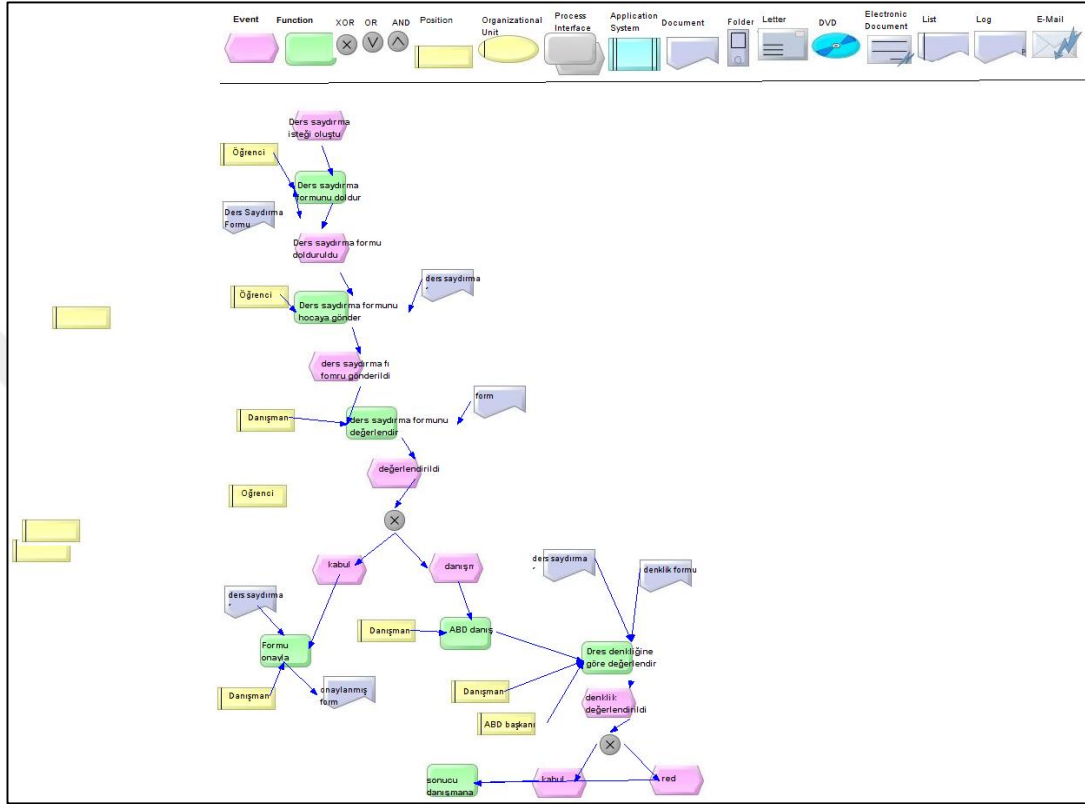 Event
Function
XOR
OR
AND
Position
Organizational
Unit
Process
Interface
Application
System
Document
Folder
Letter
DVD
Electronic
Document
List
Log
E-Mail
Ders saydırma
isteği oluştu
Öğrenci
Ders saydırma
formunu doldur
Ders Saydırma
Formu
Ders saydırma formu
dolduruldu
Öğrenci
Ders saydırma formunu
hocaya gönder
ders saydırma
ders saydırma fı
fomru gönderildi
form
Danışman
ders saydırma formunu
değerlendir
değerlendirildi
Öğrenci
kabul
danışn
ders saydırma
denklik formu
ders saydırma
Danışman
ABD danış
Formu
onayla
Dres denkliğine
göre değerlendir
Danışman
onaylanmış
form
Danışman
denklik
değerlendirildi
ABD başkanı
sonucu
danışmana
kabul
red